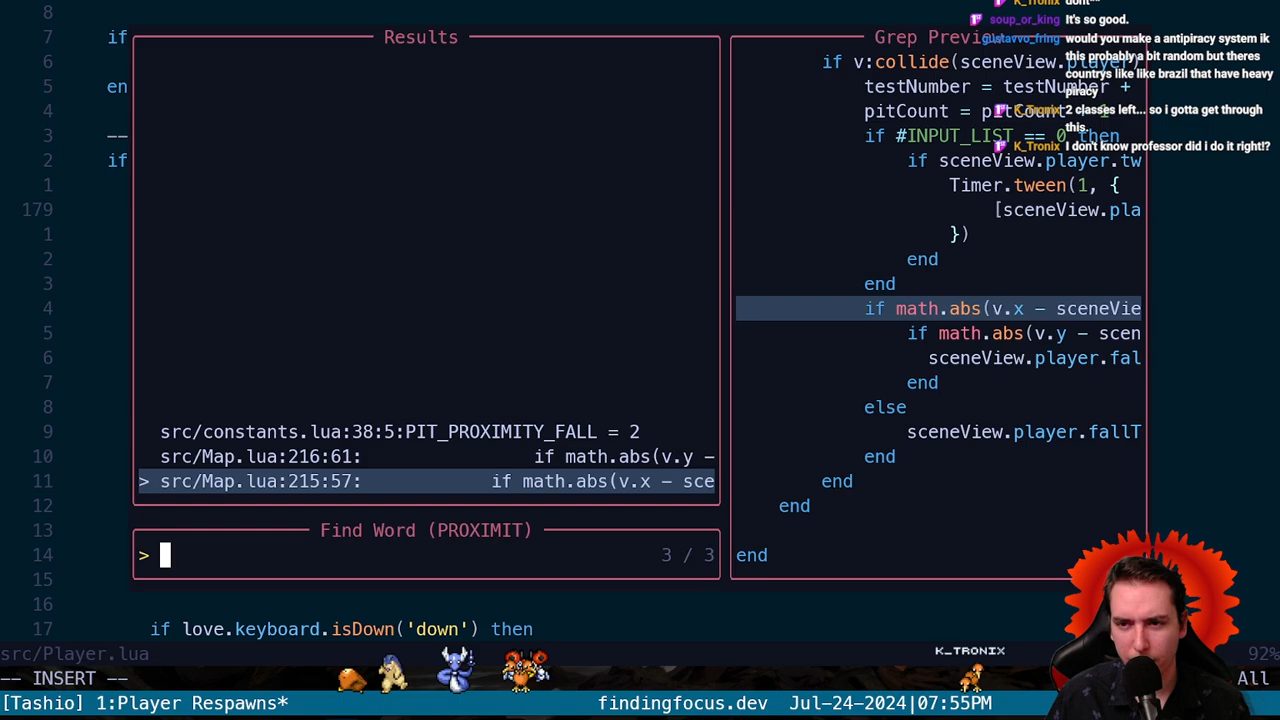 8
7 if
6
5 en
4
3 --
2 if
1
179
1
2
3
4
5
6
7
8
9
10
11
12
13
14
15
16
17 if love.keyboard.isDown('down') then
Results
src/constants.lua:38:5:PIT_PROXIMITY_FALL = 2
src/Map.lua:216:61: if math.abs(v.y –
> src/Map.lua:215:57: if math.abs(v.x – sce
Find Word (PROXIMIT)
> 3 / 3
Grep Previ
if v:collide(sceneView.player)
testNumber = testNumber +
pitCount = pitCount
if #INPUT_LIST == 0 then
if sceneView.player.tw
Timer.tween(1, {
[sceneView.pla
})
end
end
if math.abs(v.x – sceneVie
if math.abs(v.y – scen
sceneView.player.fal
end
else
sceneView.player.fallT
end
end
end
end
K_Tronix dont^^
soup_or_king It's so good.
gustavvo_fring
would you make a antipiracy system ik
this probably a bit random but theres
countrys like like brazil that have heavy
piracy
K_Tronix 2 classes left... so i gotta get through
this.
K_Tronix I don't know professor did i do it right!?
src/Player.lua
K_TRONIX
92%
-- INSERT --
All
[Tashio] 1:Player Respawns*
findingfocus.dev Jul-24-2024|07:55PM